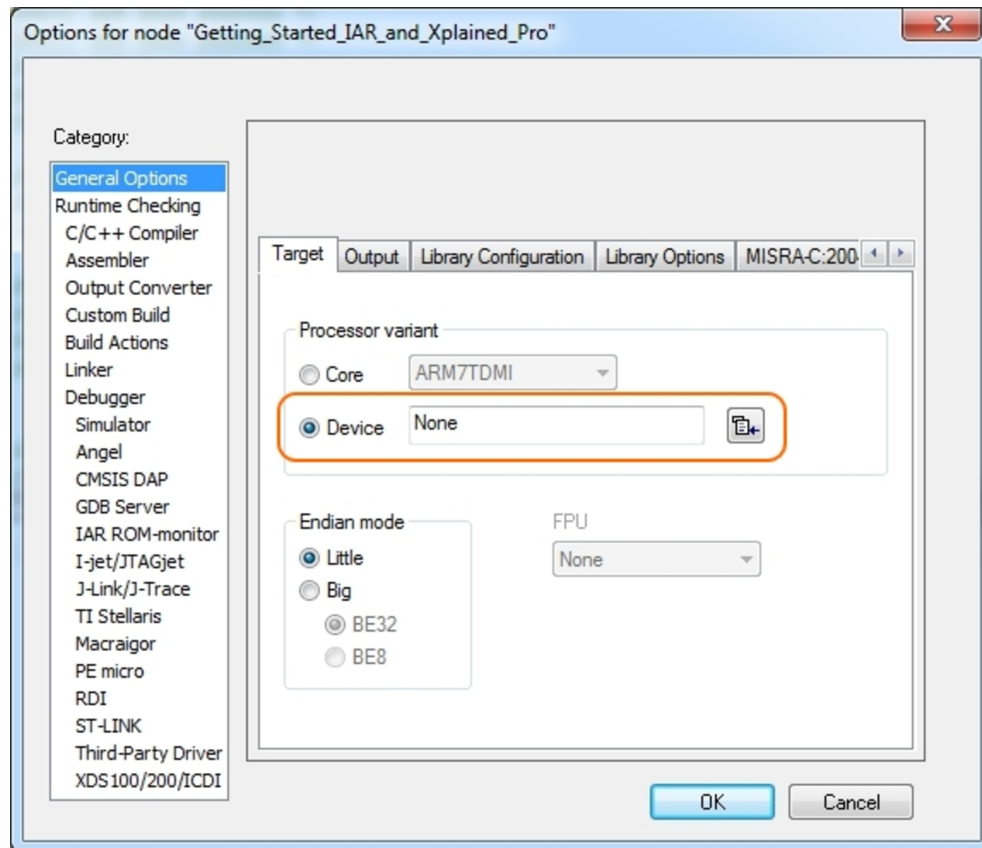 Options for node "Getting_Started_IAR_and_Xplained_Pro"
Category:
General Options
Runtime Checking
C/C++ Compiler
Assembler
Output Converter
Custom Build
Build Actions
Linker
Debugger
Simulator
Angel
CMSIS DAP
GDB Server
IAR ROM-monitor
I-jet/JTAGjet
J-Link/J-Trace
TI Stellaris
Macraigor
PE micro
RDI
ST-LINK
Third-Party Driver
XDS100/200/ICDI
Target Output Library Configuration Library Options MISRA-C:200
Processor variant
Core ARM7TDMI
Device None
Endian mode FPU
Little None
Big
BE32
BE8
OK Cancel